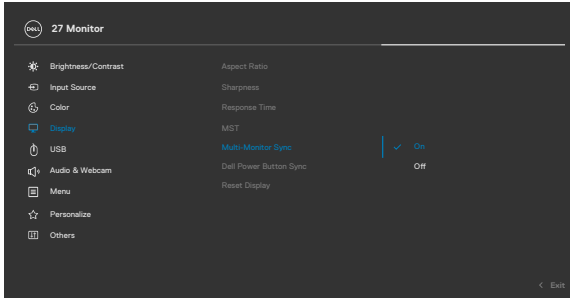 DELL 27 Monitor
Brightness/Contrast
Input Source
Color
Display
USB
Audio & Webcam
Menu
Personalize
Others
Aspect Ratio
Sharpness
Response Time
MST
Multi-Monitor Sync
Dell Power Button Sync
Reset Display
On
Off
Exit